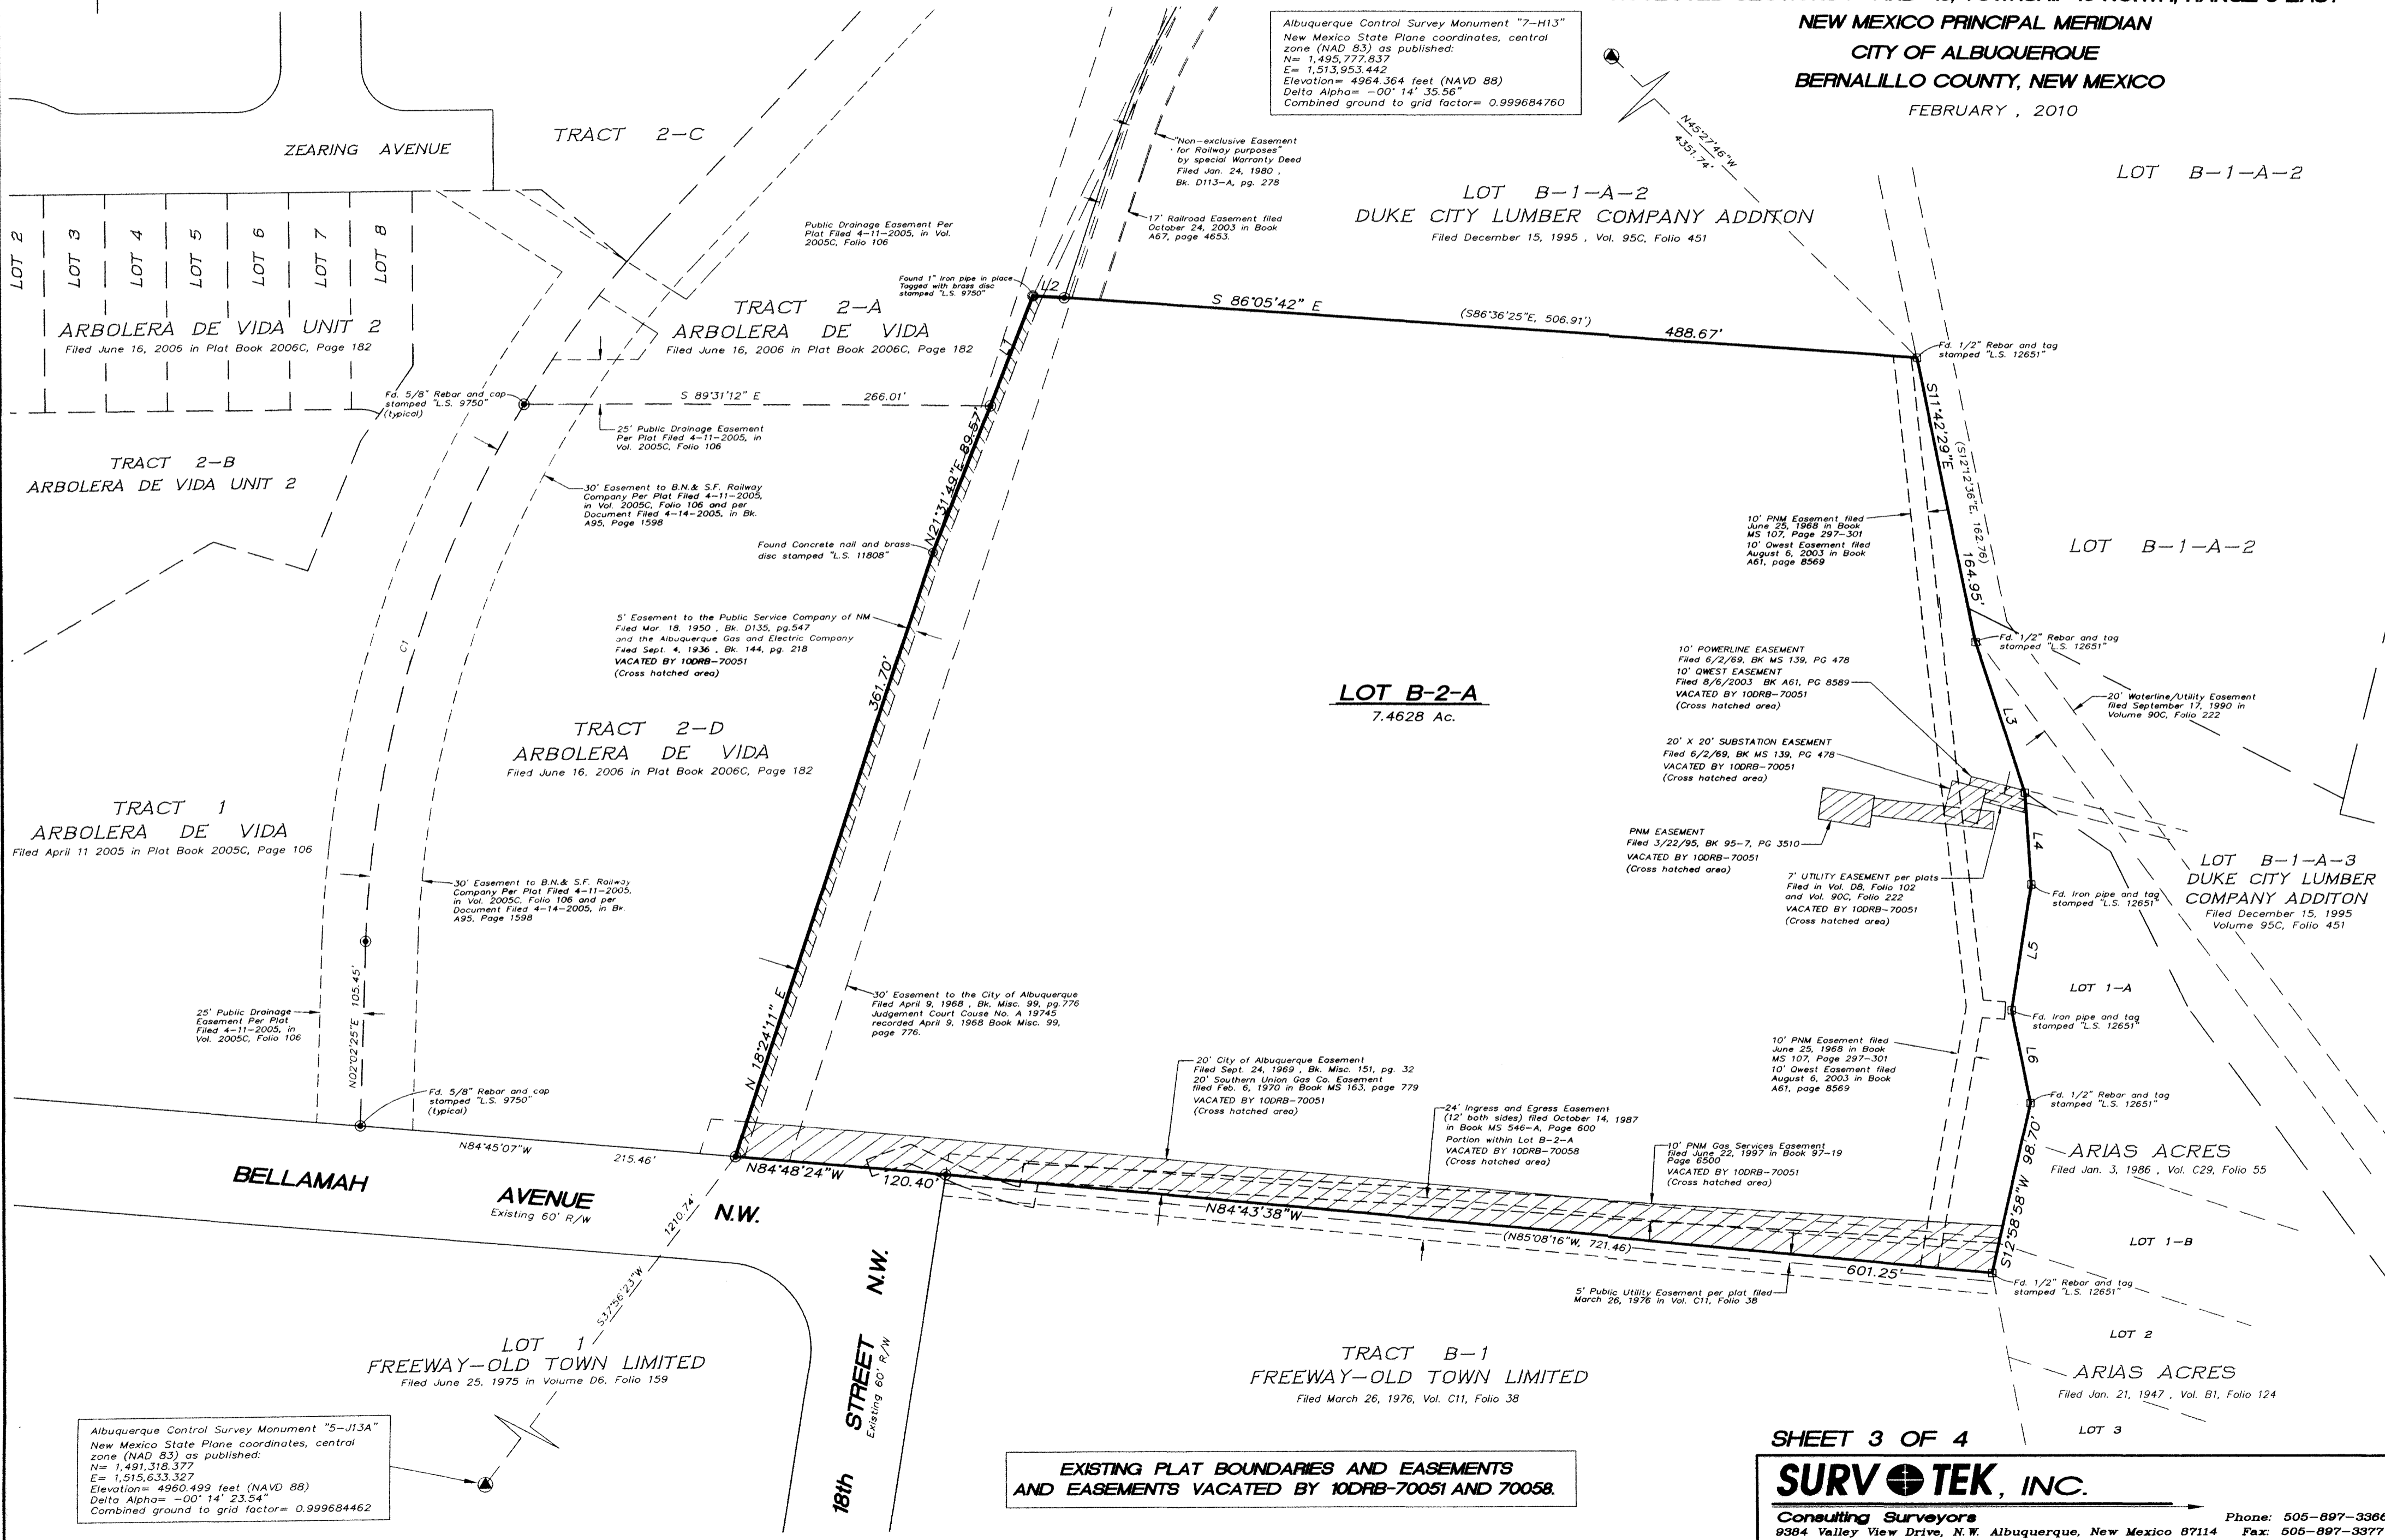 NEW MEXICO PRINCIPAL MERIDIAN
CITY OF ALBUQUERQUE
BERNALILLO COUNTY, NEW MEXICO
FEBRUARY , 2010
Albuquerque Control Survey Monument "7-H13"
New Mexico State Plane coordinates, central
zone (NAD 83) as published:
N= 1,495,777.837
E= 1,513,953.442
Elevation= 4964.364 feet (NAVD 88)
Delta Alpha= -00° 14' 35.56"
Combined ground to grid factor= 0.999684760
N45°27'46"W
4351.74'
ZEARING AVENUE
TRACT 2-C
"Non-exclusive Easement
for Railway purposes"
by special Warranty Deed
Filed Jan. 24, 1980 ,
Bk. D113-A, pg. 278
17' Railroad Easement filed
October 24, 2003 in Book
A67, page 4653.
LOT B-1-A-2
DUKE CITY LUMBER COMPANY ADDITON
Filed December 15, 1995 , Vol. 95C, Folio 451
LOT B-1-A-2
LOT 2
LOT 3
LOT 4
LOT 5
LOT 6
LOT 7
LOT 8
ARBOLERA DE VIDA UNIT 2
Filed June 16, 2006 in Plat Book 2006C, Page 182
Public Drainage Easement Per
Plat Filed 4-11-2005, in Vol.
2005C, Folio 106
Found 1" Iron pipe in place
Tagged with brass disc
stamped "L.S. 9750"
L2
L1
TRACT 2-A
ARBOLERA DE VIDA
Filed June 16, 2006 in Plat Book 2006C, Page 182
S 86°05'42" E
(S86°36'25"E, 506.91')
488.67'
Fd. 1/2" Rebar and tag
stamped "L.S. 12651"
Fd. 5/8" Rebar and cap
stamped "L.S. 9750"
(typical)
S 89°31'12" E
266.01'
25' Public Drainage Easement
Per Plat Filed 4-11-2005, in
Vol. 2005C, Folio 106
TRACT 2-B
ARBOLERA DE VIDA UNIT 2
30' Easement to B.N.& S.F. Railway
Company Per Plat Filed 4-11-2005,
in Vol. 2005C, Folio 106 and per
Document Filed 4-14-2005, in Bk.
A95, Page 1598
N21°31'49"E 89.57'
Found Concrete nail and brass
disc stamped "L.S. 11808"
S11°42'29"E
164.95'
(S12°12'36"E, 162.76)
10' PNM Easement filed
June 25, 1968 in Book
MS 107, Page 297-301
10' Qwest Easement filed
August 6, 2003 in Book
A61, page 8569
LOT B-1-A-2
C1
5' Easement to the Public Service Company of NM
Filed Mar. 18, 1950 , Bk. D135, pg.547
and the Albuquerque Gas and Electric Company
Filed Sept. 4, 1936 , Bk. 144, pg. 218
VACATED BY 10DRB-70051
(Cross hatched area)
361.70'
LOT B-2-A
7.4628 Ac.
10' POWERLINE EASEMENT
Filed 6/2/69, BK MS 139, PG 478
10' QWEST EASEMENT
Filed 8/6/2003 BK A61, PG 8589
VACATED BY 10DRB-70051
(Cross hatched area)
Fd. 1/2" Rebar and tag
stamped "L.S. 12651"
L3
20' Waterline/Utility Easement
filed September 17, 1990 in
Volume 90C, Folio 222
TRACT 2-D
ARBOLERA DE VIDA
Filed June 16, 2006 in Plat Book 2006C, Page 182
20' X 20' SUBSTATION EASEMENT
Filed 6/2/69, BK MS 139, PG 478
VACATED BY 10DRB-70051
(Cross hatched area)
TRACT 1
ARBOLERA DE VIDA
Filed April 11 2005 in Plat Book 2005C, Page 106
PNM EASEMENT
Filed 3/22/95, BK 95-7, PG 3510
VACATED BY 10DRB-70051
(Cross hatched area)
7' UTILITY EASEMENT per plats
Filed in Vol. D8, Folio 102
and Vol. 90C, Folio 222
VACATED BY 10DRB-70051
(Cross hatched area)
L4
Fd. Iron pipe and tag
stamped "L.S. 12651"
LOT B-1-A-3
DUKE CITY LUMBER
COMPANY ADDITON
Filed December 15, 1995
Volume 95C, Folio 451
30' Easement to B.N.& S.F. Railway
Company Per Plat Filed 4-11-2005,
in Vol. 2005C, Folio 106 and per
Document Filed 4-14-2005, in Bk.
A95, Page 1598
L5
LOT 1-A
Fd. Iron pipe and tag
stamped "L.S. 12651"
25' Public Drainage
Easement Per Plat
Filed 4-11-2005, in
Vol. 2005C, Folio 106
N02°02'25"E 105.45'
N 18°24'11" E
30' Easement to the City of Albuquerque
Filed April 9, 1968 , Bk. Misc. 99, pg.776
Judgement Court Cause No. A 19745
recorded April 9, 1968 Book Misc. 99,
page 776.
10' PNM Easement filed
June 25, 1968 in Book
MS 107, Page 297-301
10' Qwest Easement filed
August 6, 2003 in Book
A61, page 8569
L6
Fd. 1/2" Rebar and tag
stamped "L.S. 12651"
Fd. 5/8" Rebar and cap
stamped "L.S. 9750"
(typical)
20' City of Albuquerque Easement
Filed Sept. 24, 1969 , Bk. Misc. 151, pg. 32
20' Southern Union Gas Co. Easement
filed Feb. 6, 1970 in Book MS 163, page 779
VACATED BY 10DRB-70051
(Cross hatched area)
24' Ingress and Egress Easement
(12' both sides) filed October 14, 1987
in Book MS 546-A, Page 600
Portion within Lot B-2-A
VACATED BY 10DRB-70058
(Cross hatched area)
10' PNM Gas Services Easement
filed June 22, 1997 in Book 97-19
Page 6500
VACATED BY 10DRB-70051
(Cross hatched area)
S12°58'58"W 98.70'
ARIAS ACRES
Filed Jan. 3, 1986 , Vol. C29, Folio 55
N84°45'07"W
215.46'
N84°48'24"W
120.40'
BELLAMAH AVENUE N.W.
Existing 60' R/W
N84°43'38"W
(N85°08'16"W, 721.46)
601.25'
LOT 1-B
Fd. 1/2" Rebar and tag
stamped "L.S. 12651"
5' Public Utility Easement per plat filed
March 26, 1976 in Vol. C11, Folio 38
1210.74'
S37°56'23"W
LOT 1
FREEWAY-OLD TOWN LIMITED
Filed June 25, 1975 in Volume D6, Folio 159
18th STREET N.W.
Existing 60' R/W
TRACT B-1
FREEWAY-OLD TOWN LIMITED
Filed March 26, 1976, Vol. C11, Folio 38
LOT 2
ARIAS ACRES
Filed Jan. 21, 1947 , Vol. B1, Folio 124
LOT 3
Albuquerque Control Survey Monument "5-J13A"
New Mexico State Plane coordinates, central
zone (NAD 83) as published:
N= 1,491,318.377
E= 1,515,633.327
Elevation= 4960.499 feet (NAVD 88)
Delta Alpha= -00° 14' 23.54"
Combined ground to grid factor= 0.999684462
EXISTING PLAT BOUNDARIES AND EASEMENTS
AND EASEMENTS VACATED BY 10DRB-70051 AND 70058.
SHEET 3 OF 4
SURV TEK, INC.
Consulting Surveyors
Phone: 505-897-3366
9384 Valley View Drive, N.W. Albuquerque, New Mexico 87114
Fax: 505-897-3377